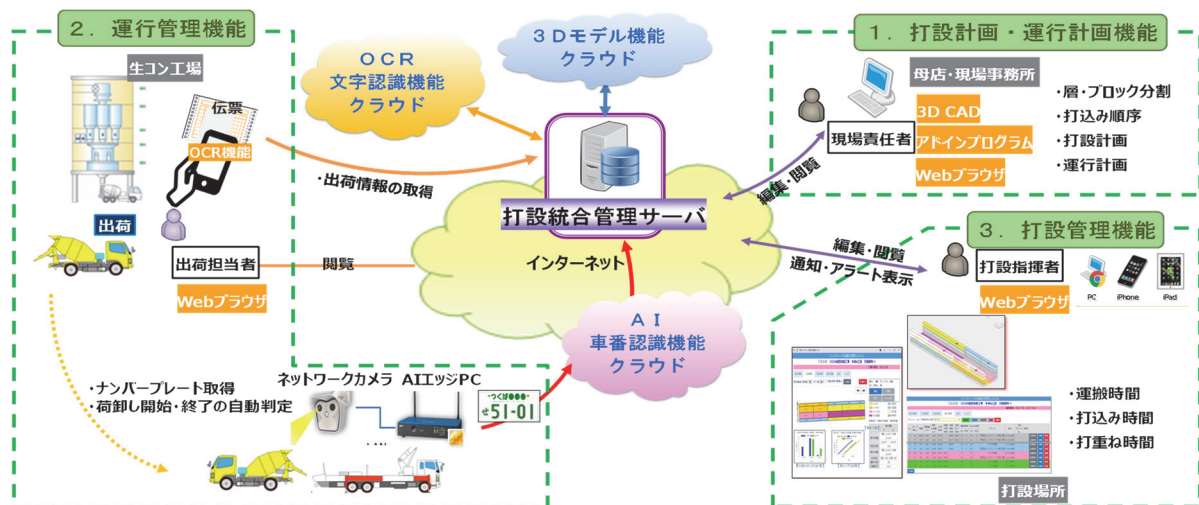 2．運行管理機能
生コン工場
伝票
OCR機能
出荷
出荷担当者
Webブラウザ
・ナンバープレート取得
・荷卸し開始・終了の自動判定
ネットワークカメラ AIエッジPC
つくば●●●
せ51-01
OCR
文字認識機能
クラウド
3Dモデル機能
クラウド
・出荷情報の取得
閲覧
打設統合管理サーバ
インターネット
AI
車番認識機能
クラウド
編集・閲覧
編集・閲覧
通知・アラート表示
1．打設計画・運行計画機能
母店・現場事務所
現場責任者
3D CAD
アドインプログラム
Webブラウザ
・層・ブロック分割
・打込み順序
・打設計画
・運行計画
3．打設管理機能
打設指揮者
Webブラウザ
PC
iPhone
iPad
・運搬時間
・打込み時間
・打重ね時間
打設場所